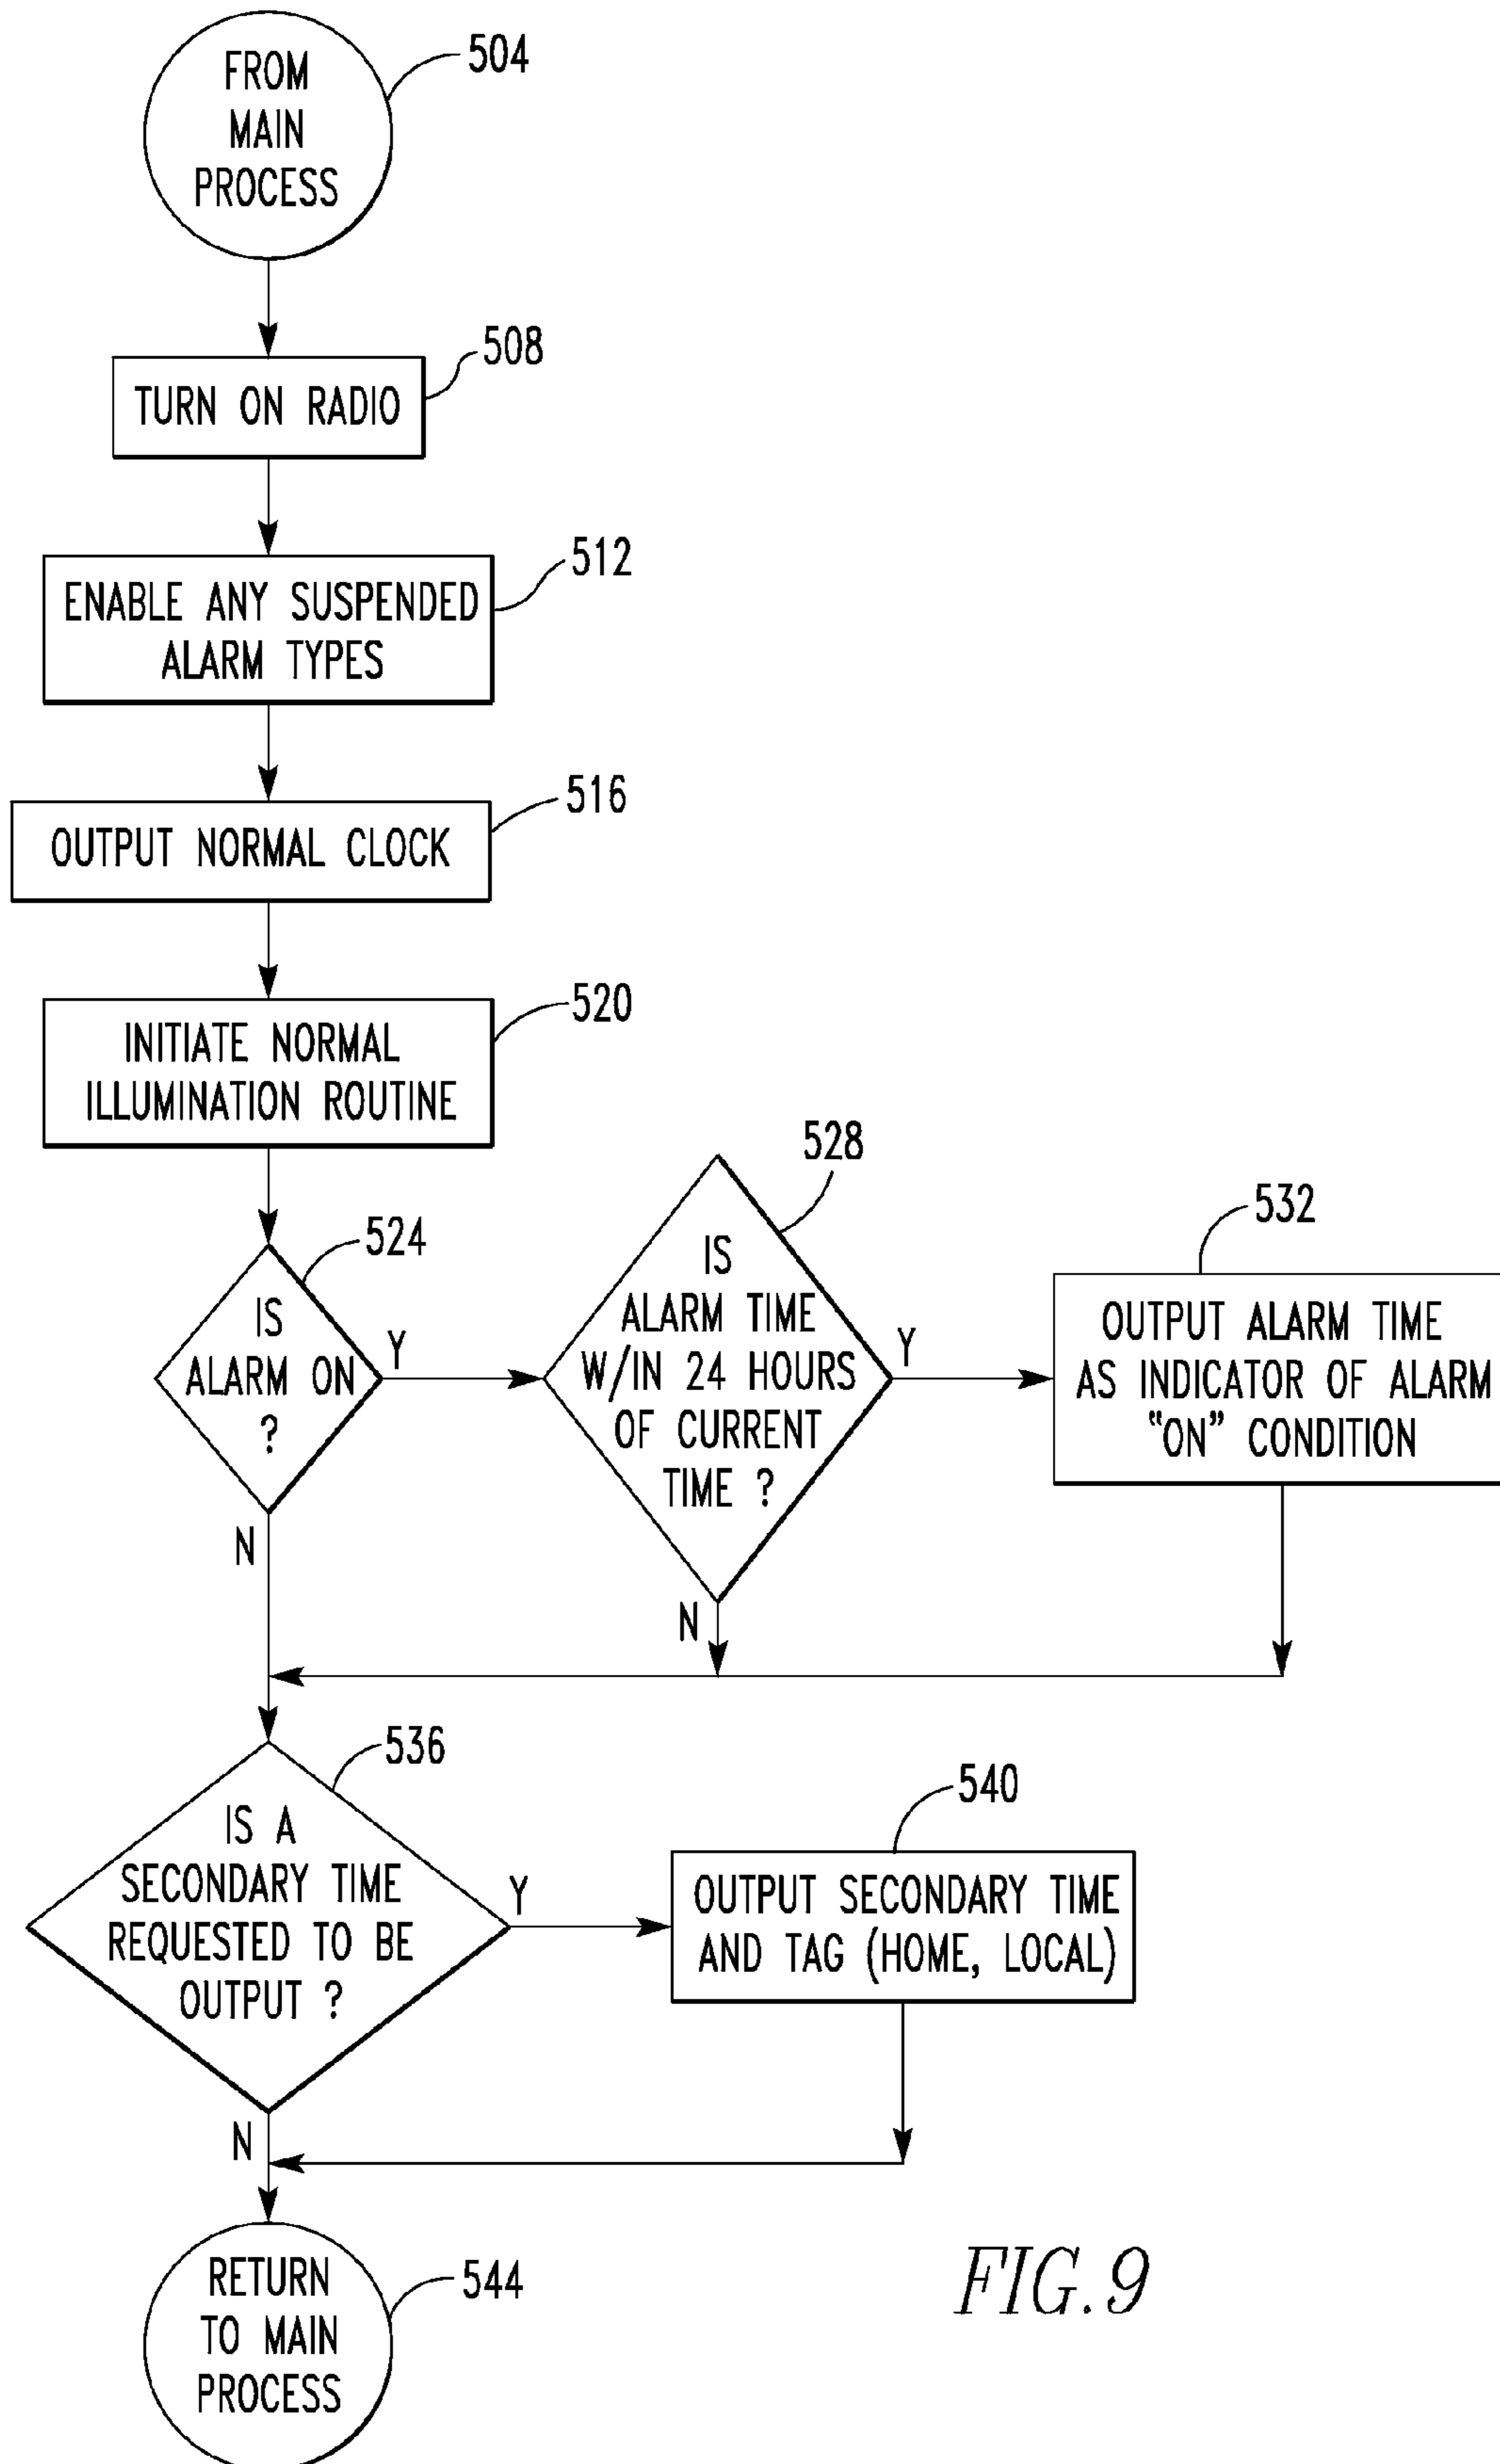 FROM
MAIN
PROCESS
504
TURN ON RADIO
508
ENABLE ANY SUSPENDED
ALARM TYPES
512
OUTPUT NORMAL CLOCK
516
INITIATE NORMAL
ILLUMINATION ROUTINE
520
IS
ALARM ON
?
524
Y
N
IS
ALARM TIME
W/IN 24 HOURS
OF CURRENT
TIME ?
528
Y
N
OUTPUT ALARM TIME
AS INDICATOR OF ALARM
“ON” CONDITION
532
IS A
SECONDARY TIME
REQUESTED TO BE
OUTPUT ?
536
Y
N
OUTPUT SECONDARY TIME
AND TAG (HOME, LOCAL)
540
RETURN
TO MAIN
PROCESS
544
FIG. 9